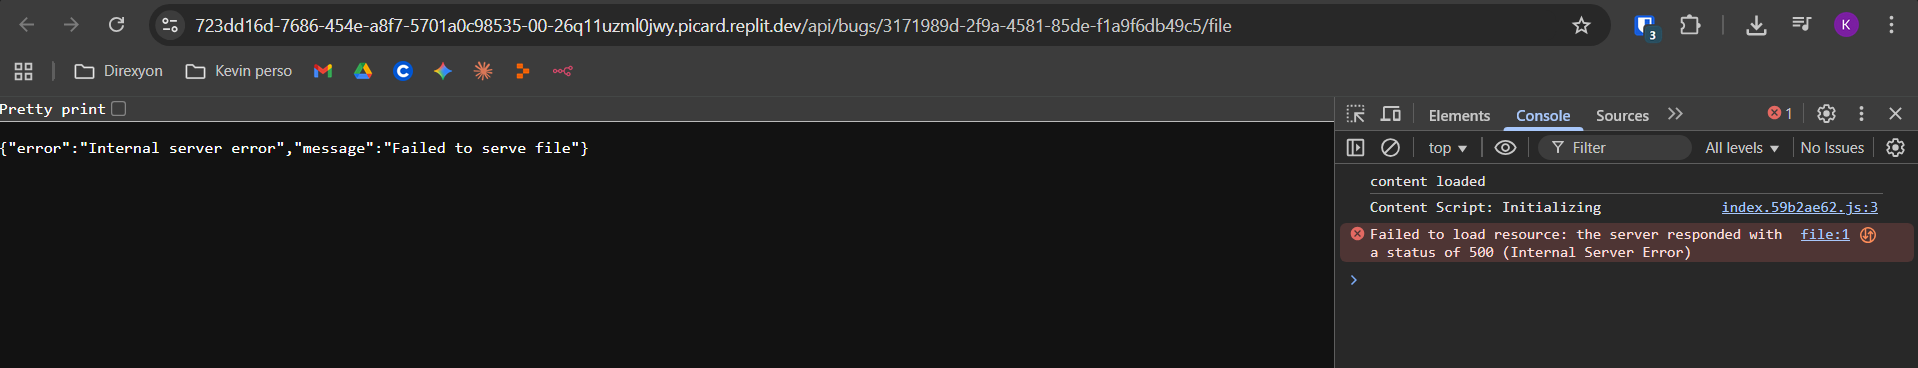 723dd16d-7686-454e-a8f7-5701a0c98535-00-26q11uzml0jwy.picard.replit.dev/api/bugs/3171989d-2f9a-4581-85de-f1a9f6db49c5/file
3
K
Direxyon
Kevin perso
Pretty print
{"error":"Internal server error","message":"Failed to serve file"}
Elements Console Sources 1
top Filter All levels No Issues
content loaded
Content Script: Initializing index.59b2ae62.js:3
Failed to load resource: the server responded with file:1
a status of 500 (Internal Server Error)